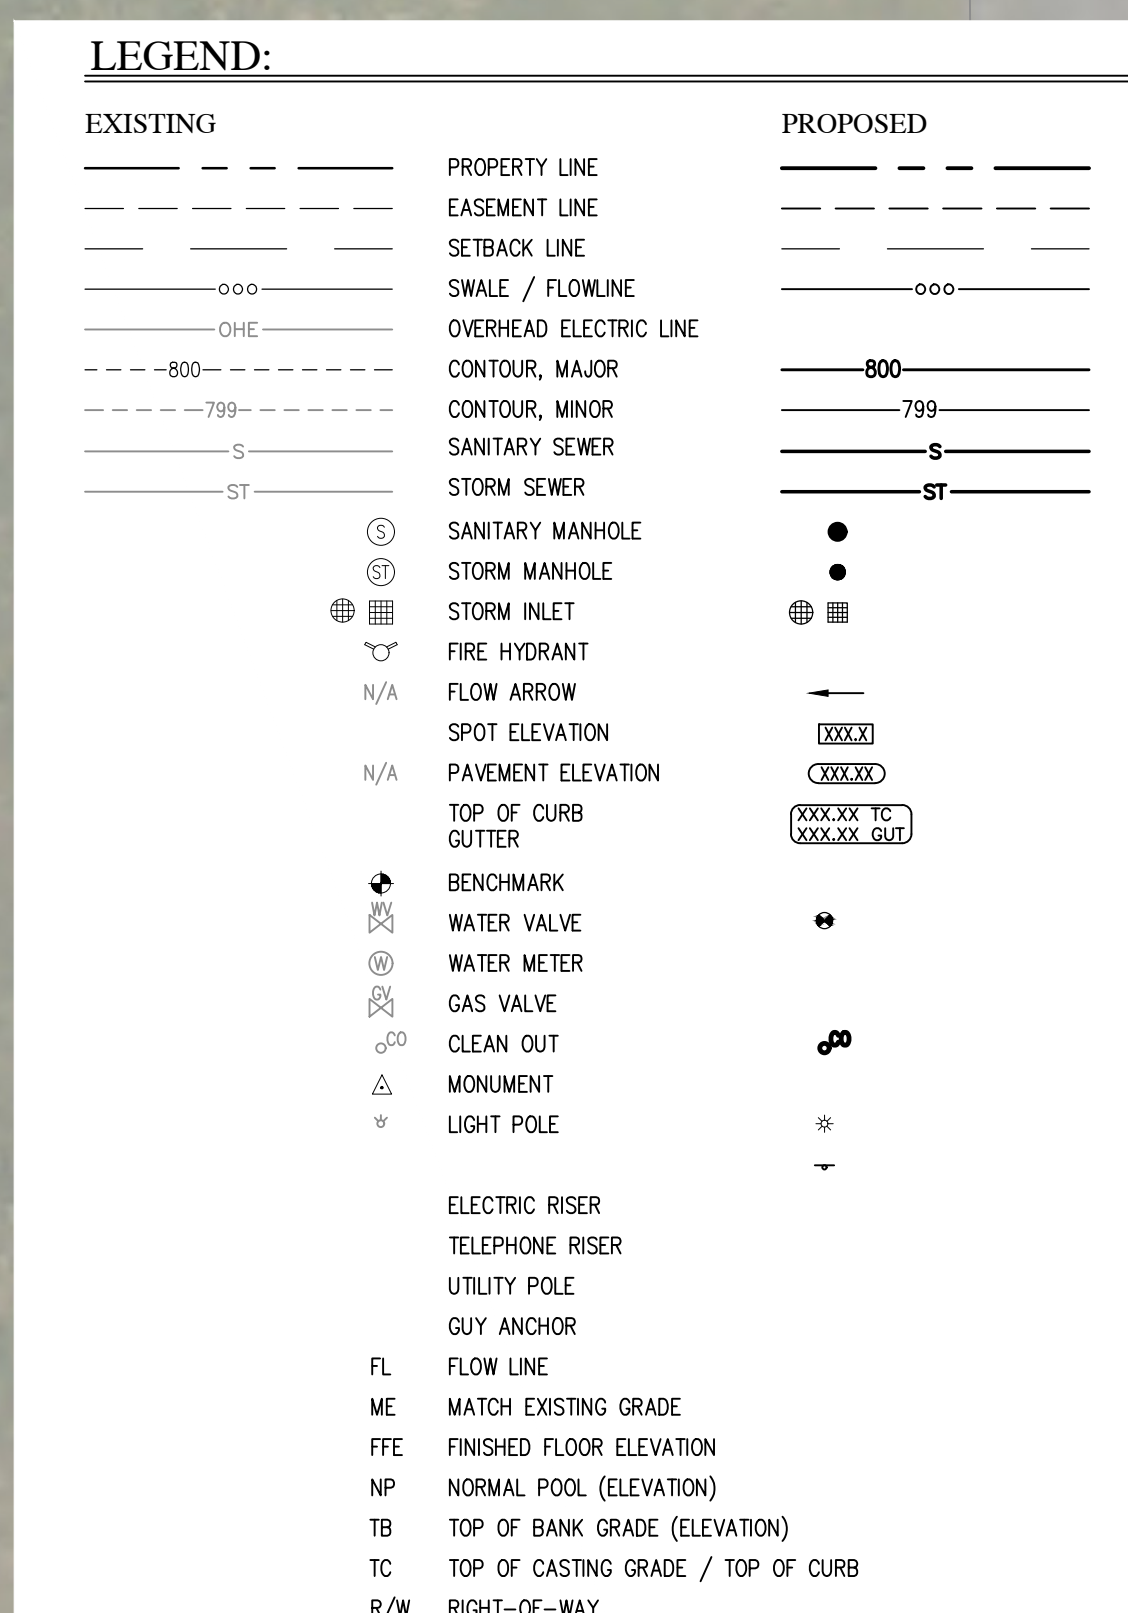 LEGEND:
EXISTING PROPOSED
PROPERTY LINE
EASEMENT LINE
SETBACK LINE
SWALE / FLOWLINE
OHE OVERHEAD ELECTRIC LINE
800 CONTOUR, MAJOR 800
799 CONTOUR, MINOR 799
S SANITARY SEWER S
ST STORM SEWER ST
S SANITARY MANHOLE
ST STORM MANHOLE
STORM INLET
FIRE HYDRANT
N/A FLOW ARROW
SPOT ELEVATION XXX.X
N/A PAVEMENT ELEVATION XXX.XX
TOP OF CURB XXX.XX TC
GUTTER XXX.XX GUT
BENCHMARK
WV WATER VALVE
W WATER METER
GV GAS VALVE
CO CLEAN OUT CO
MONUMENT
LIGHT POLE
ELECTRIC RISER
TELEPHONE RISER
UTILITY POLE
GUY ANCHOR
FL FLOW LINE
ME MATCH EXISTING GRADE
FFE FINISHED FLOOR ELEVATION
NP NORMAL POOL (ELEVATION)
TB TOP OF BANK GRADE (ELEVATION)
TC TOP OF CASTING GRADE / TOP OF CURB
R/W RIGHT-OF-WAY